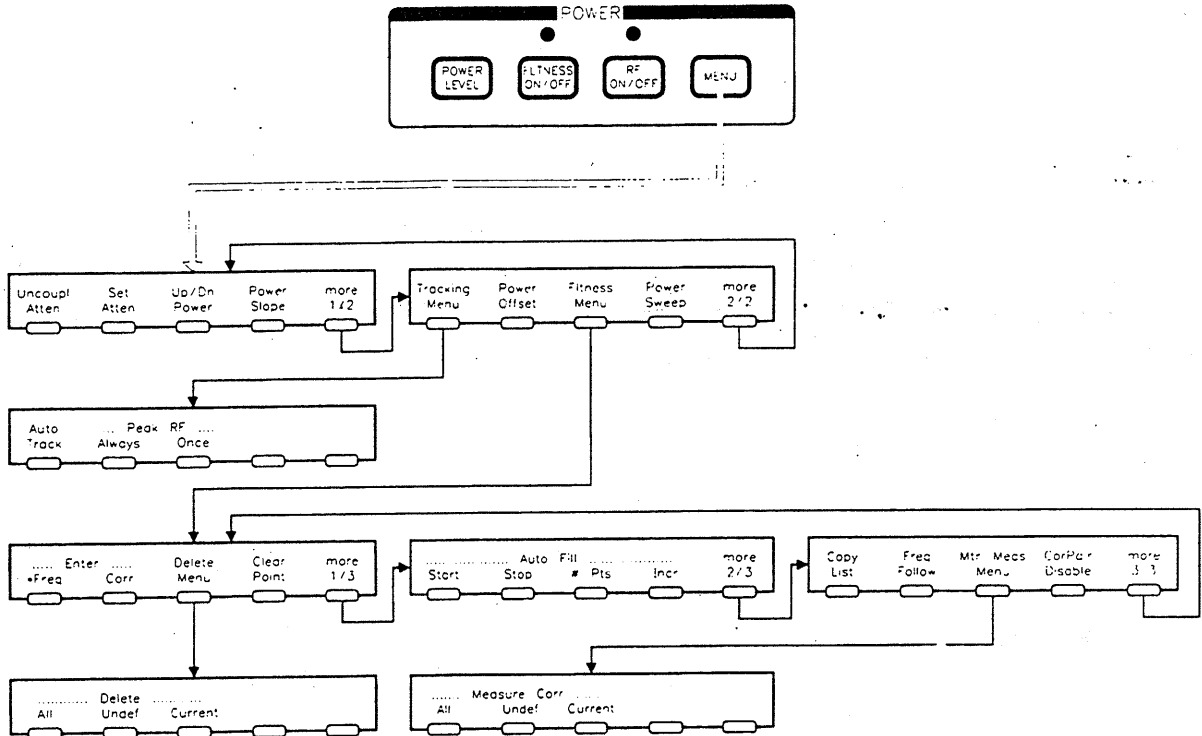 POWER
POWER LEVEL
FLTNESS ON/OFF
RF ON/OFF
MENU
Uncoupl Atten
Set Atten
Up/Dn Power
Power Slope
more 1/2
Tracking Menu
Power Offset
Fltness Menu
Power Sweep
more 2/2
Auto Track
... Peak RF ....
Always
Once
..... Enter .....
*Freq
Corr
Delete Menu
Clear Point
more 1/3
Auto Fill
Start
Stop
# Pts
Incr
more 2/3
Copy List
Freq Follow
Mtr Meas Menu
CorPair Disable
more 3/3
Delete
All
Undef
Current
Measure Corr
All
Undef
Current